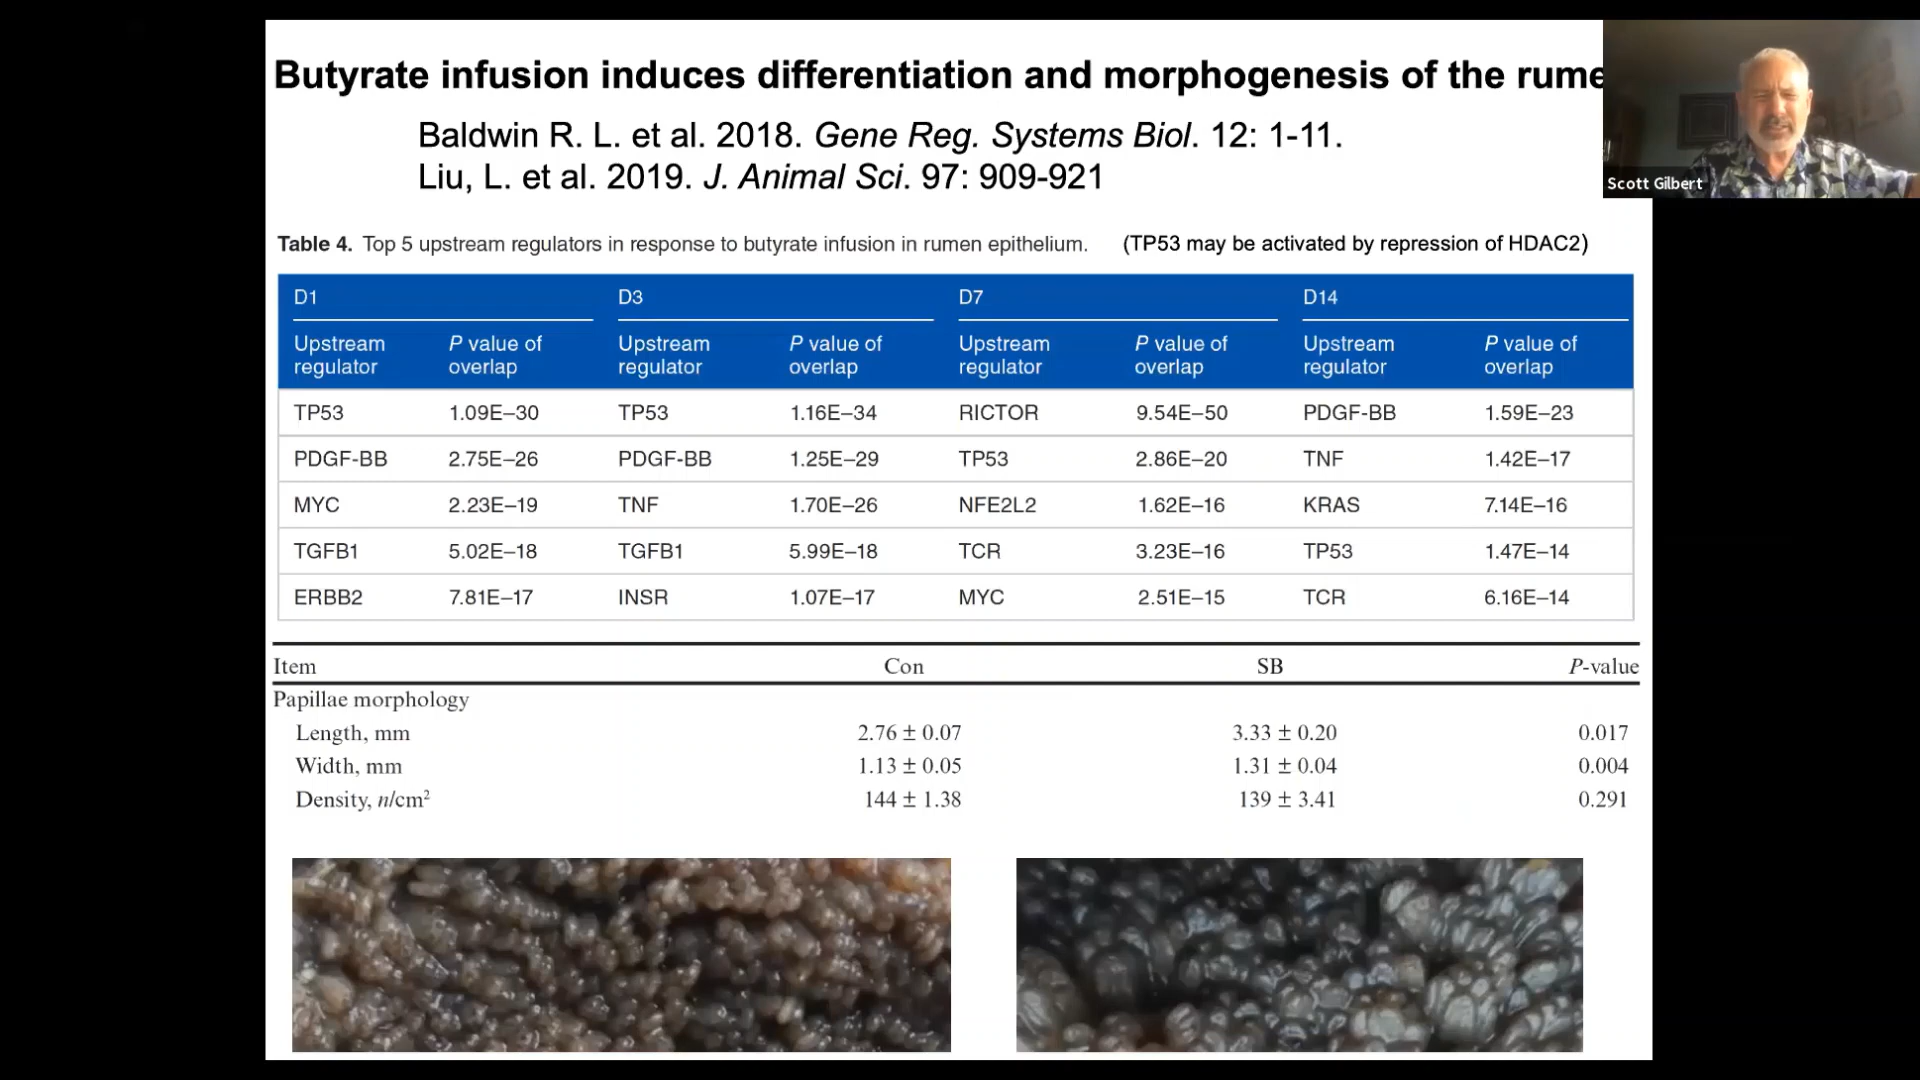 Butyrate infusion induces differentiation and morphogenesis of the rume
Scott Gilbert
Baldwin R. L. et al. 2018. Gene Reg. Systems Biol. 12: 1-11.
Liu, L. et al. 2019. J. Animal Sci. 97: 909-921
Table 4. Top 5 upstream regulators in response to butyrate infusion in rumen epithelium. (TP53 may be activated by repression of HDAC2)
D1 D3 D7 D14
Upstream P value of Upstream P value of Upstream P value of Upstream P value of
regulator overlap regulator overlap regulator overlap regulator overlap
TP53 1.09E–30 TP53 1.16E–34 RICTOR 9.54E–50 PDGF-BB 1.59E–23
PDGF-BB 2.75E–26 PDGF-BB 1.25E–29 TP53 2.86E–20 TNF 1.42E–17
MYC 2.23E–19 TNF 1.70E–26 NFE2L2 1.62E–16 KRAS 7.14E–16
TGFB1 5.02E–18 TGFB1 5.99E–18 TCR 3.23E–16 TP53 1.47E–14
ERBB2 7.81E–17 INSR 1.07E–17 MYC 2.51E–15 TCR 6.16E–14
Item Con SB P-value
Papillae morphology
Length, mm 2.76 ± 0.07 3.33 ± 0.20 0.017
Width, mm 1.13 ± 0.05 1.31 ± 0.04 0.004
Density, n/cm² 144 ± 1.38 139 ± 3.41 0.291